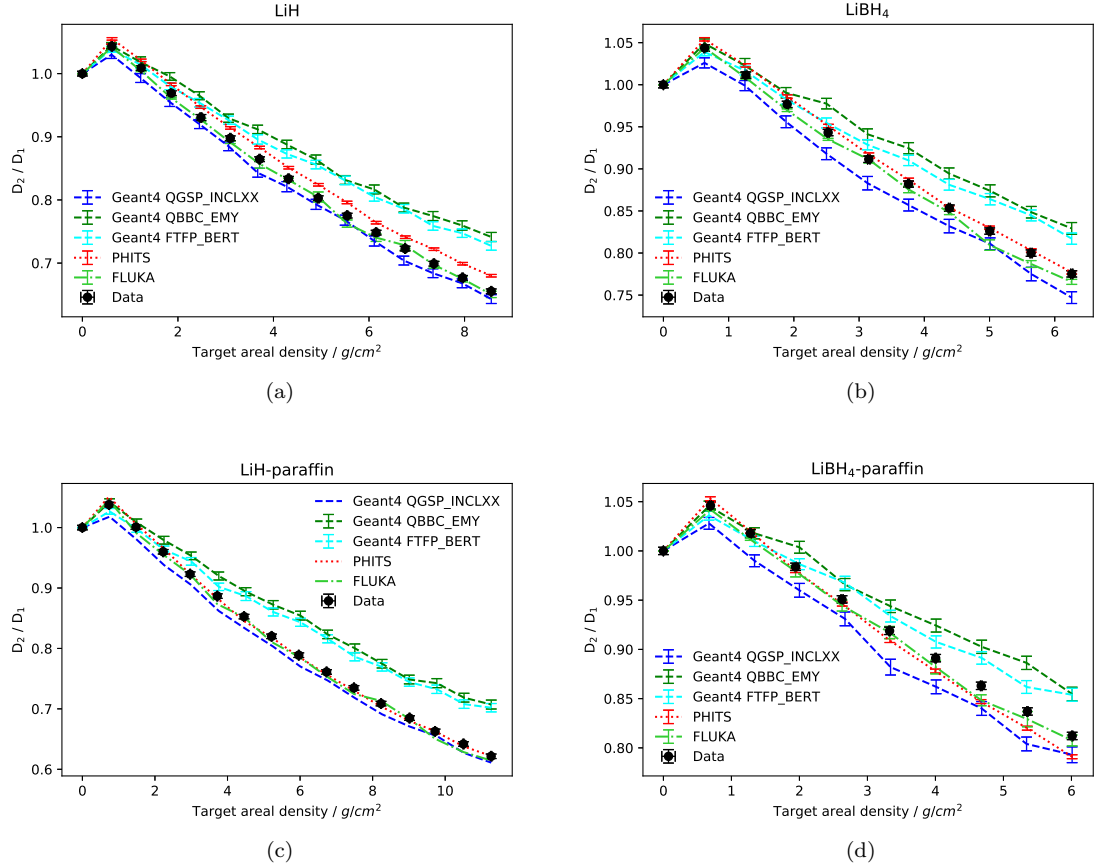 LiH
D₂ / D₁
1.0
0.9
0.8
0.7
Geant4 QGSP_INCLXX
Geant4 QBBC_EMY
Geant4 FTFP_BERT
PHITS
FLUKA
Data
0 2 4 6 8
Target areal density / g/cm²
(a)
LiBH₄
D₂ / D₁
1.05
1.00
0.95
0.90
0.85
0.80
0.75
Geant4 QGSP_INCLXX
Geant4 QBBC_EMY
Geant4 FTFP_BERT
PHITS
FLUKA
Data
0 1 2 3 4 5 6
Target areal density / g/cm²
(b)
LiH-paraffin
D₂ / D₁
1.0
0.9
0.8
0.7
0.6
Geant4 QGSP_INCLXX
Geant4 QBBC_EMY
Geant4 FTFP_BERT
PHITS
FLUKA
Data
0 2 4 6 8 10
Target areal density / g/cm²
(c)
LiBH₄-paraffin
D₂ / D₁
1.05
1.00
0.95
0.90
0.85
0.80
Geant4 QGSP_INCLXX
Geant4 QBBC_EMY
Geant4 FTFP_BERT
PHITS
FLUKA
Data
0 1 2 3 4 5 6
Target areal density / g/cm²
(d)